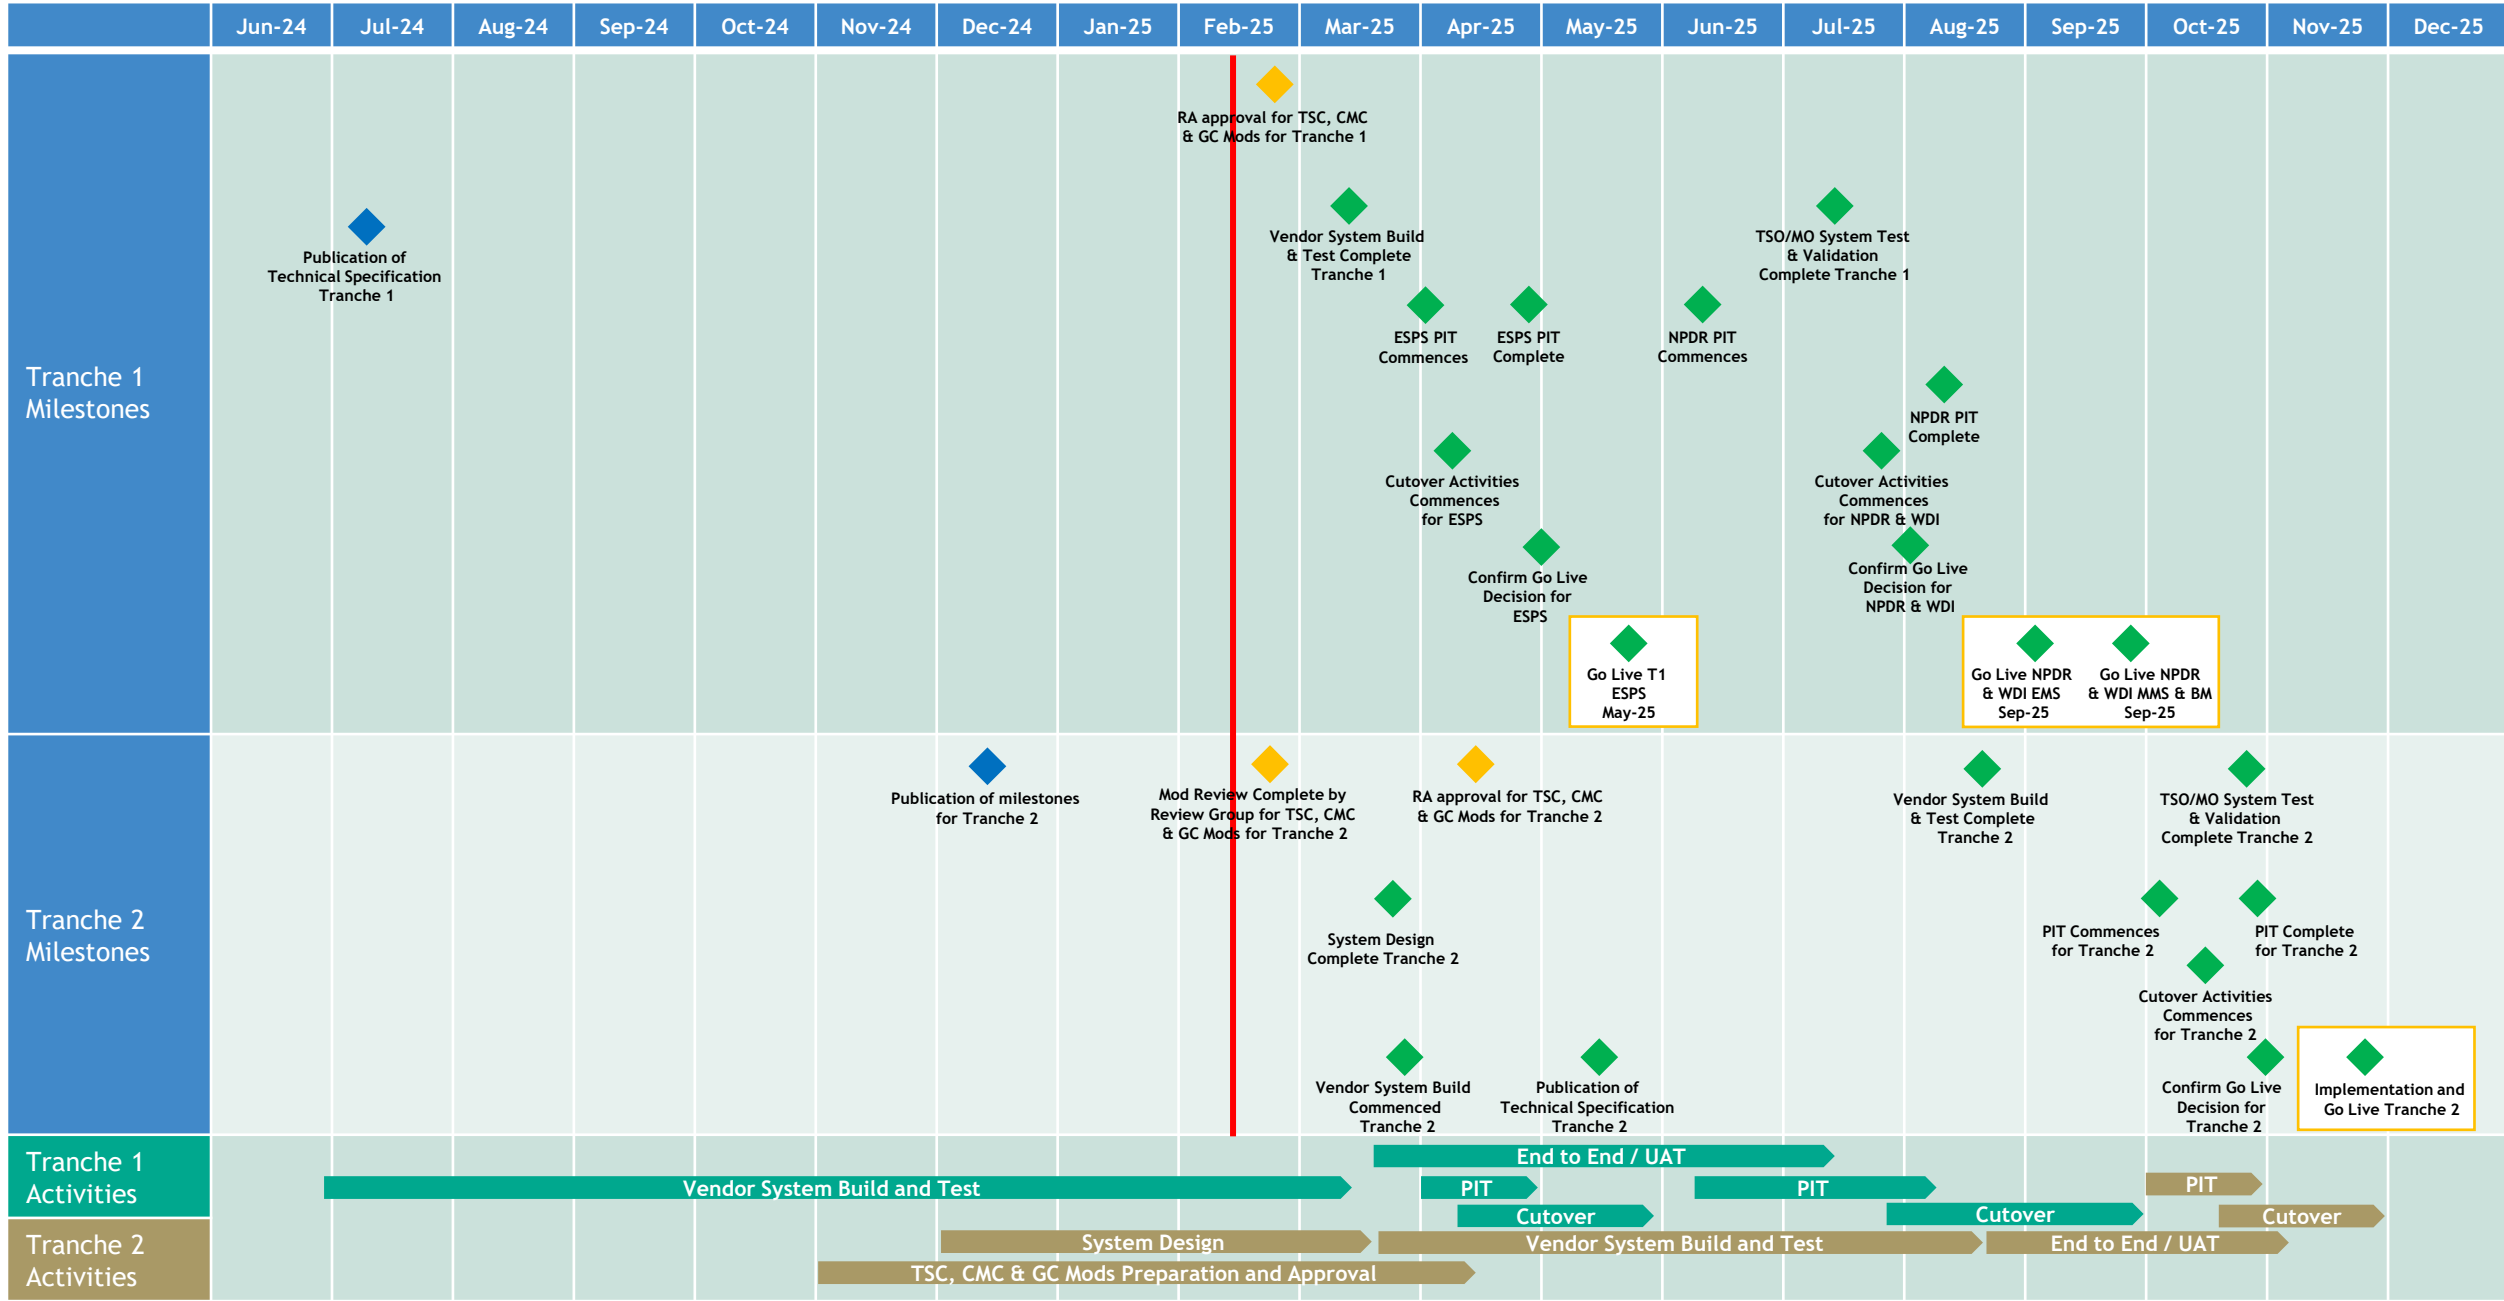 Jun-24
Jul-24
Aug-24
Sep-24
Oct-24
Nov-24
Dec-24
Jan-25
Feb-25
Mar-25
Apr-25
May-25
Jun-25
Jul-25
Aug-25
Sep-25
Oct-25
Nov-25
Dec-25
Tranche 1
Milestones
RA approval for TSC, CMC
& GC Mods for Tranche 1
Publication of
Technical Specification
Tranche 1
Vendor System Build
& Test Complete
Tranche 1
TSO/MO System Test
& Validation
Complete Tranche 1
ESPS PIT
Commences
ESPS PIT
Complete
NPDR PIT
Commences
NPDR PIT
Complete
Cutover Activities
Commences
for ESPS
Cutover Activities
Commences
for NPDR & WDI
Confirm Go Live
Decision for
ESPS
Confirm Go Live
Decision for
NPDR & WDI
Go Live T1
ESPS
May-25
Go Live NPDR
& WDI EMS
Sep-25
Go Live NPDR
& WDI MMS & BM
Sep-25
Tranche 2
Milestones
Publication of milestones
for Tranche 2
Mod Review Complete by
Review Group for TSC, CMC
& GC Mods for Tranche 2
RA approval for TSC, CMC
& GC Mods for Tranche 2
Vendor System Build
& Test Complete
Tranche 2
TSO/MO System Test
& Validation
Complete Tranche 2
System Design
Complete Tranche 2
PIT Commences
for Tranche 2
PIT Complete
for Tranche 2
Cutover Activities
Commences
for Tranche 2
Vendor System Build
Commenced
Tranche 2
Publication of
Technical Specification
Tranche 2
Confirm Go Live
Decision for
Tranche 2
Implementation and
Go Live Tranche 2
Tranche 1
Activities
End to End / UAT
Vendor System Build and Test
PIT
PIT
PIT
Cutover
Cutover
Cutover
Tranche 2
Activities
System Design
Vendor System Build and Test
End to End / UAT
TSC, CMC & GC Mods Preparation and Approval